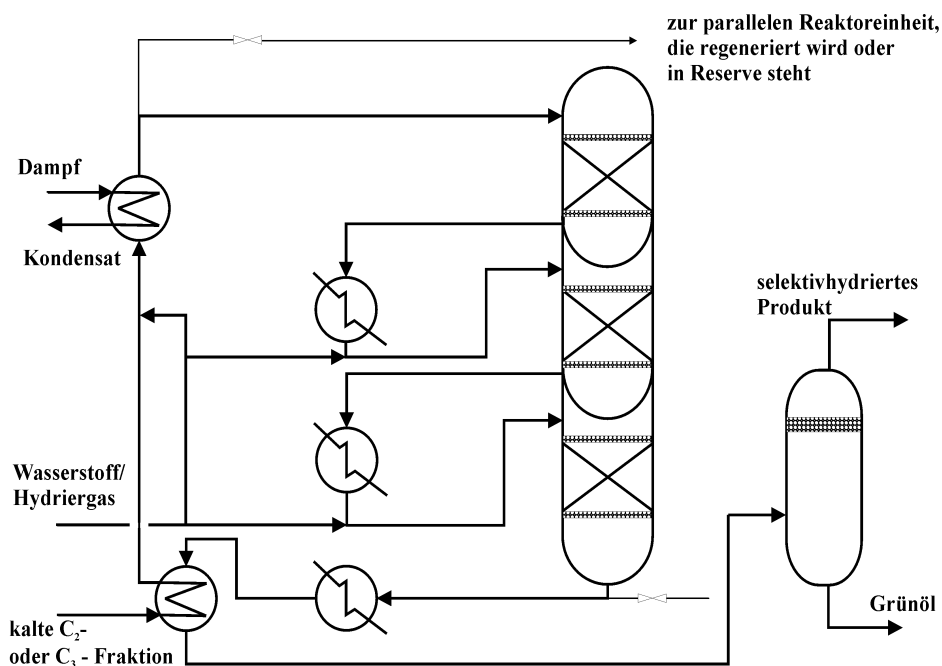 zur parallelen Reaktoreinheit,
die regeneriert wird oder
in Reserve steht
Dampf
Kondensat
selektivhydriertes
Produkt
Wasserstoff/
Hydriergas
Grünöl
kalte C₂-
oder C₃ - Fraktion